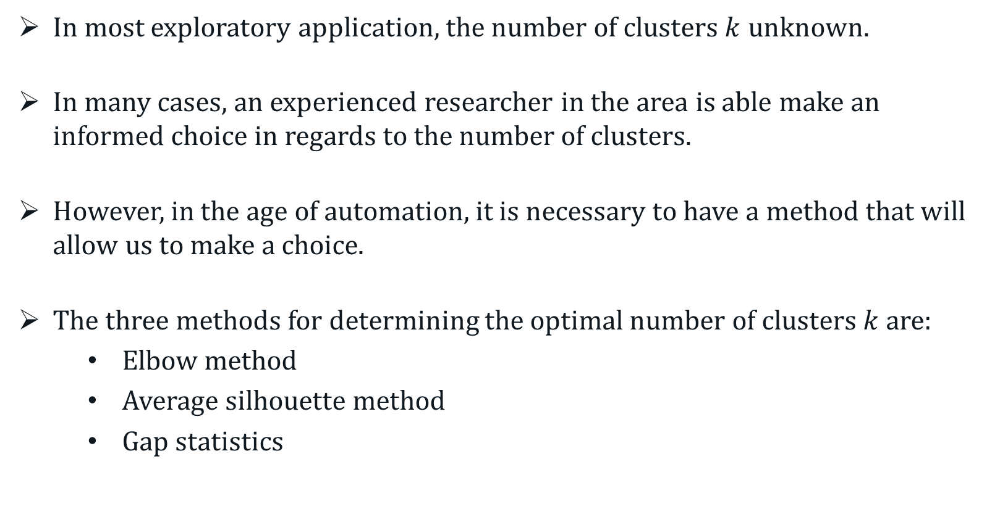 ➢ In most exploratory application, the number of clusters k unknown.
➢ In many cases, an experienced researcher in the area is able make an
informed choice in regards to the number of clusters.
➢ However, in the age of automation, it is necessary to have a method that will
allow us to make a choice.
➢ The three methods for determining the optimal number of clusters k are:
• Elbow method
• Average silhouette method
• Gap statistics